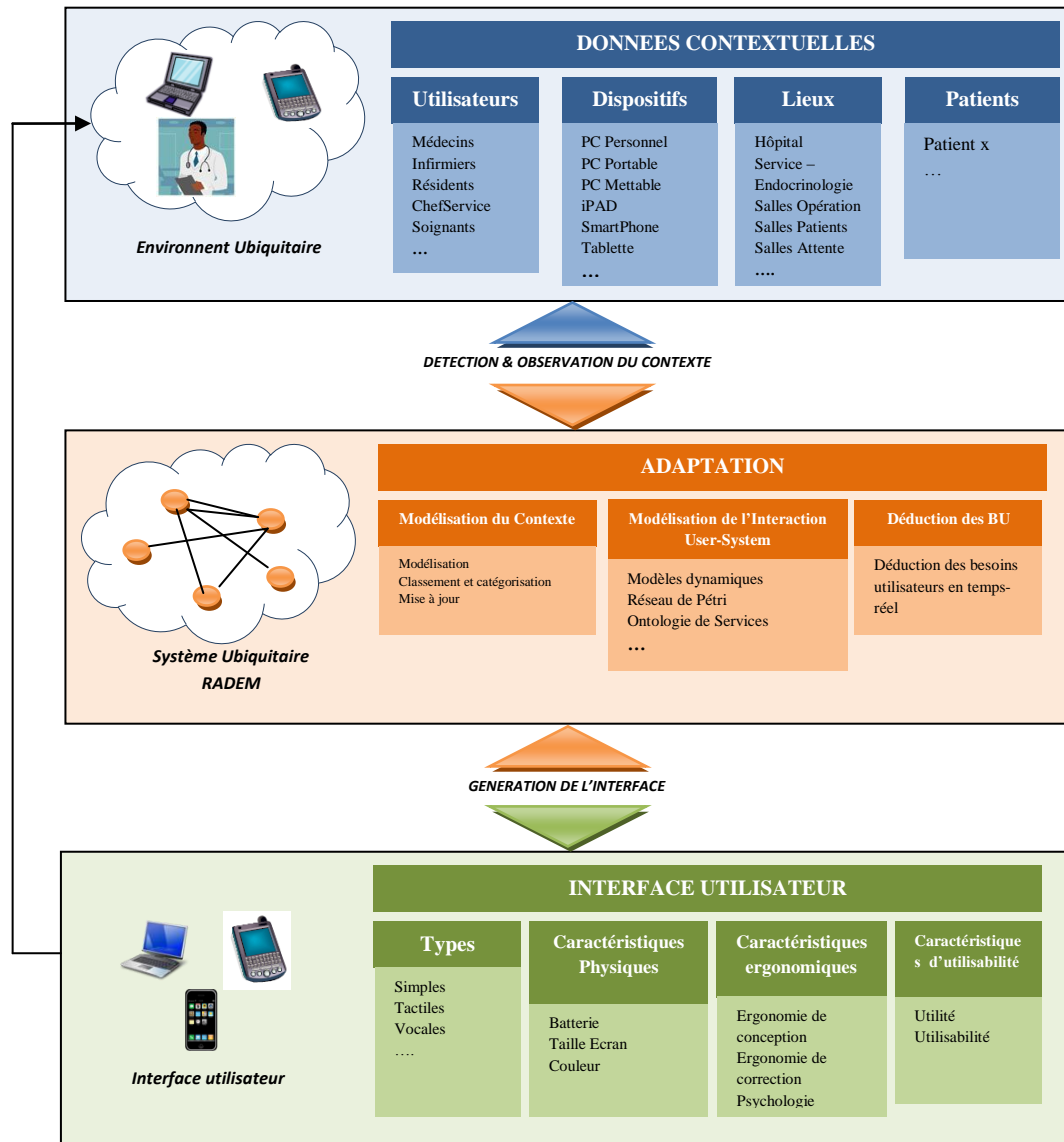 DONNEES CONTEXTUELLES
Utilisateurs
Médecins
Infirmiers
Résidents
ChefService
Soignants
…
Dispositifs
PC Personnel
PC Portable
PC Mettable
iPAD
SmartPhone
Tablette
…
Lieux
Hôpital
Service –
Endocrinologie
Salles Opération
Salles Patients
Salles Attente
….
Patients
Patient x
…
Environnent Ubiquitaire
DETECTION & OBSERVATION DU CONTEXTE
ADAPTATION
Modélisation du Contexte
Modélisation
Classement et catégorisation
Mise à jour
Modélisation de l’Interaction
User-System
Modèles dynamiques
Réseau de Pétri
Ontologie de Services
…
Déduction des BU
Déduction des besoins
utilisateurs en temps-
réel
Système Ubiquitaire
RADEM
GENERATION DE L’INTERFACE
INTERFACE UTILISATEUR
Types
Simples
Tactiles
Vocales
….
Caractéristiques
Physiques
Batterie
Taille Ecran
Couleur
Caractéristiques
ergonomiques
Ergonomie de
conception
Ergonomie de
correction
Psychologie
Caractéristique
s d’utilisabilité
Utilité
Utilisabilité
Interface utilisateur